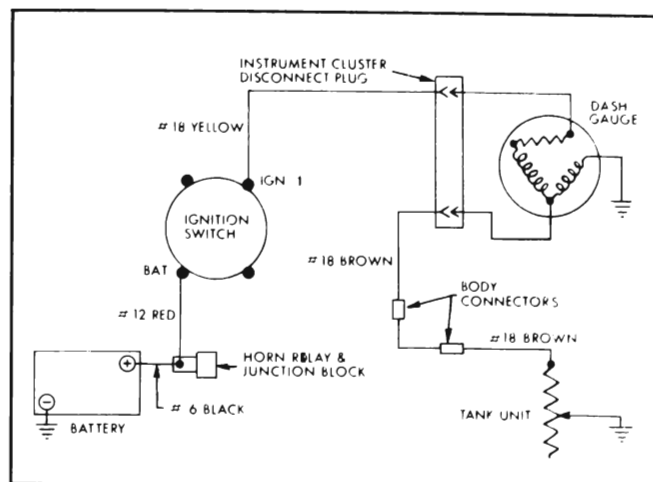 INSTRUMENT CLUSTER
DISCONNECT PLUG
DASH
GAUGE
#18 YELLOW
IGN 1
IGNITION
SWITCH
BAT
#18 BROWN
BODY
CONNECTORS
#12 RED
#18 BROWN
HORN RELAY &
JUNCTION BLOCK
+
#6 BLACK
-
BATTERY
TANK UNIT